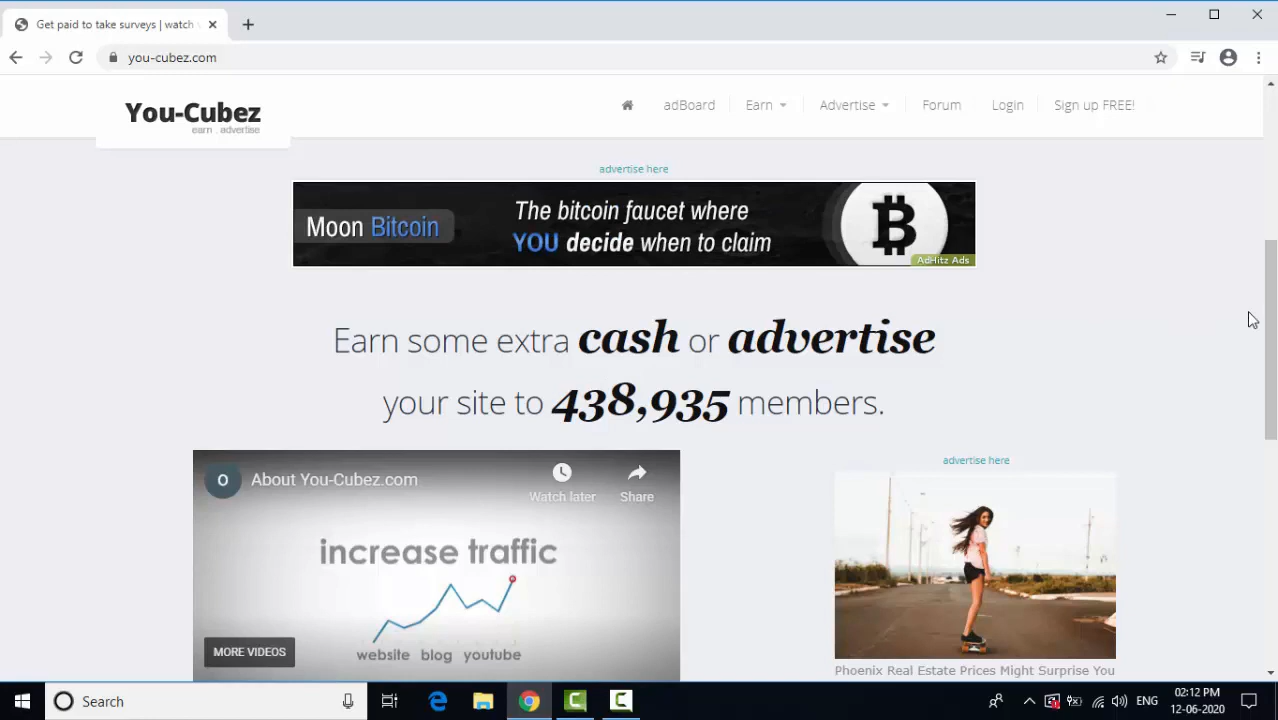 Get paid to take surveys | watch
you-cubez.com
You-Cubez
earn . advertise
adBoard
Earn
Advertise
Forum
Login
Sign up FREE!
advertise here
Moon Bitcoin
The bitcoin faucet where
YOU decide when to claim
AdHitz Ads
Earn some extra cash or advertise
your site to 438,935 members.
O
About You-Cubez.com
Watch later
Share
increase traffic
website blog youtube
MORE VIDEOS
advertise here
Phoenix Real Estate Prices Might Surprise You
Search
ENG
02:12 PM
12-06-2020